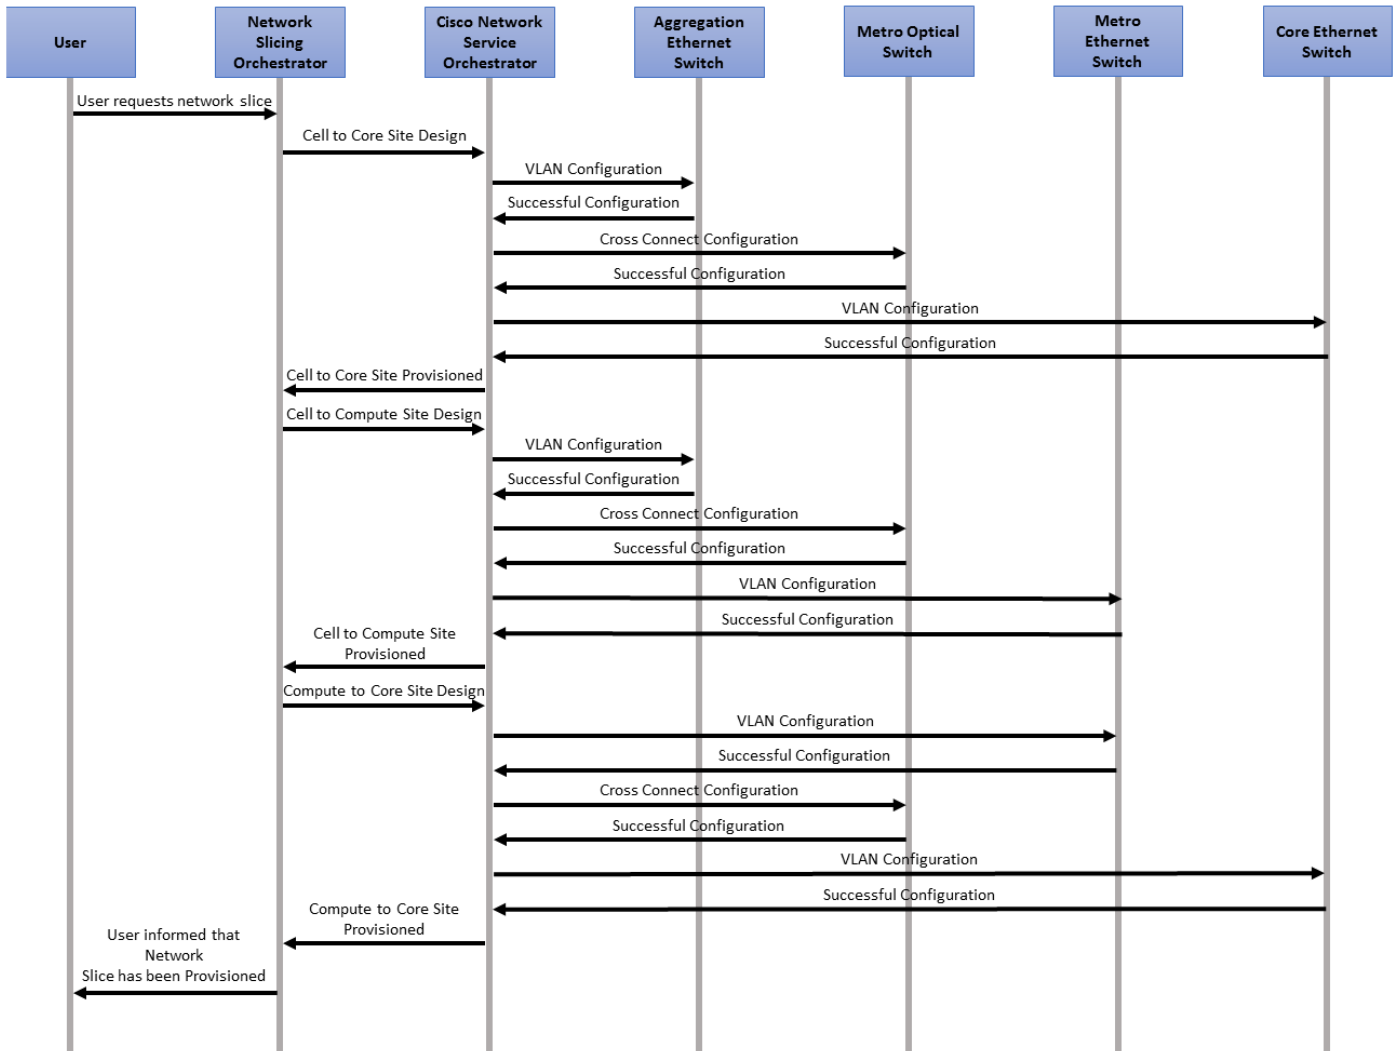 User
Network
Slicing
Orchestrator
Cisco Network
Service
Orchestrator
Aggregation
Ethernet
Switch
Metro Optical
Switch
Metro
Ethernet
Switch
Core Ethernet
Switch
User requests network slice
Cell to Core Site Design
VLAN Configuration
Successful Configuration
Cross Connect Configuration
Successful Configuration
VLAN Configuration
Successful Configuration
Cell to Core Site Provisioned
Cell to Compute Site Design
VLAN Configuration
Successful Configuration
Cross Connect Configuration
Successful Configuration
VLAN Configuration
Successful Configuration
Cell to Compute Site
Provisioned
Compute to Core Site Design
VLAN Configuration
Successful Configuration
Cross Connect Configuration
Successful Configuration
VLAN Configuration
Successful Configuration
Compute to Core Site
Provisioned
User informed that
Network
Slice has been Provisioned